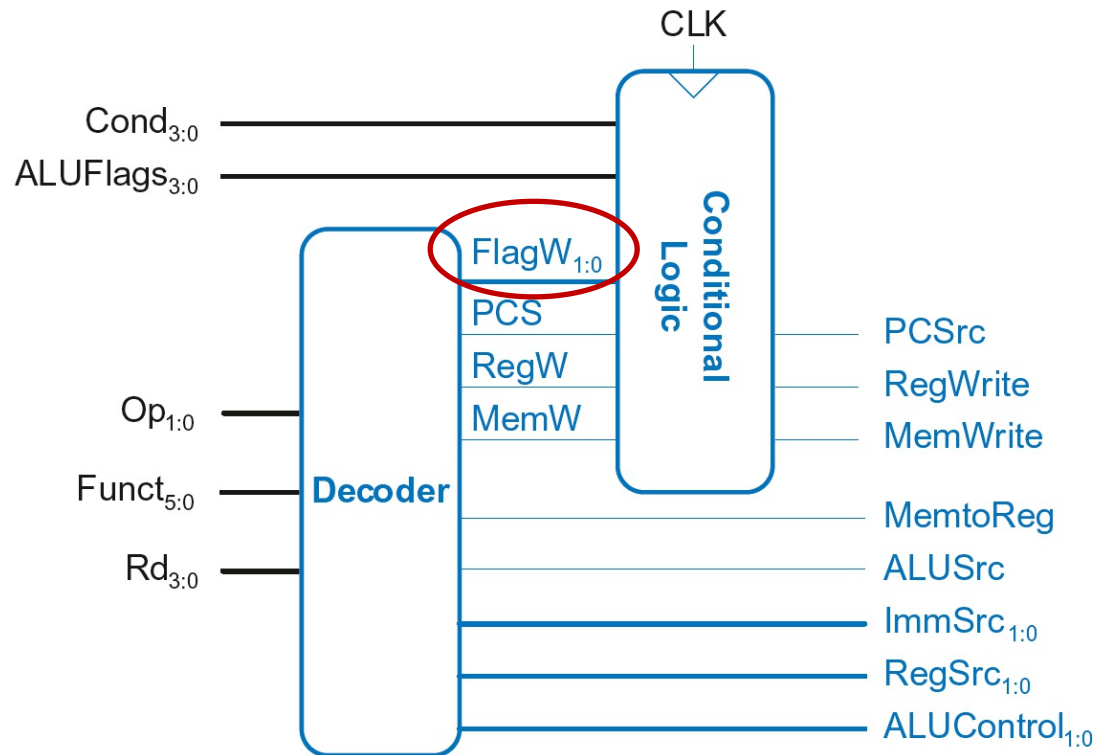 CLK
Cond3:0
ALUFlags3:0
FlagW1:0
PCS
RegW
MemW
Conditional
Logic
PCSrc
RegWrite
MemWrite
Op1:0
Funct5:0
Rd3:0
Decoder
MemtoReg
ALUSrc
ImmSrc1:0
RegSrc1:0
ALUControl1:0